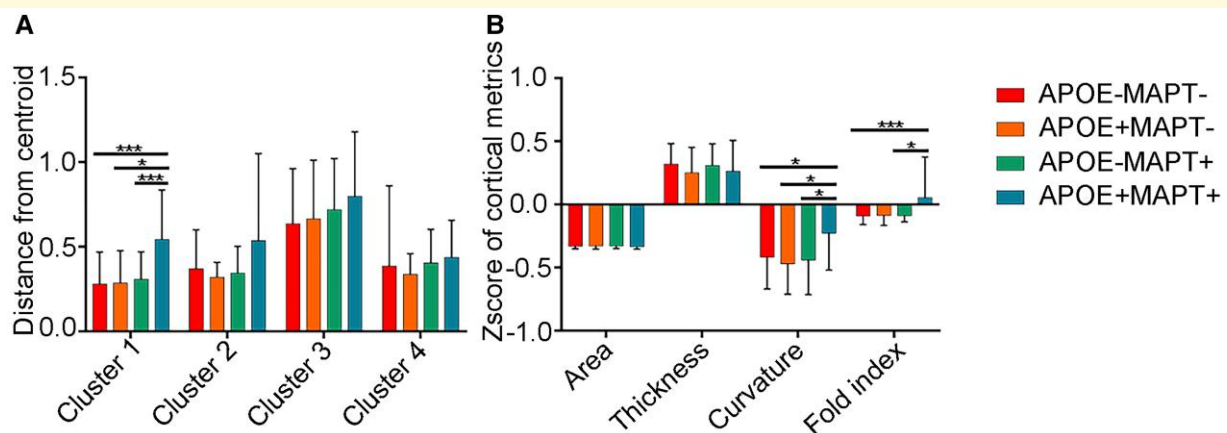 A
Distance from centroid
1.5
1.0
0.5
0.0
***
*
***
Cluster 1
Cluster 2
Cluster 3
Cluster 4
B
Zscore of cortical metrics
1.0
0.5
0.0
-0.5
-1.0
*
*
*
***
*
Area
Thickness
Curvature
Fold index
APOE-MAPT-
APOE+MAPT-
APOE-MAPT+
APOE+MAPT+